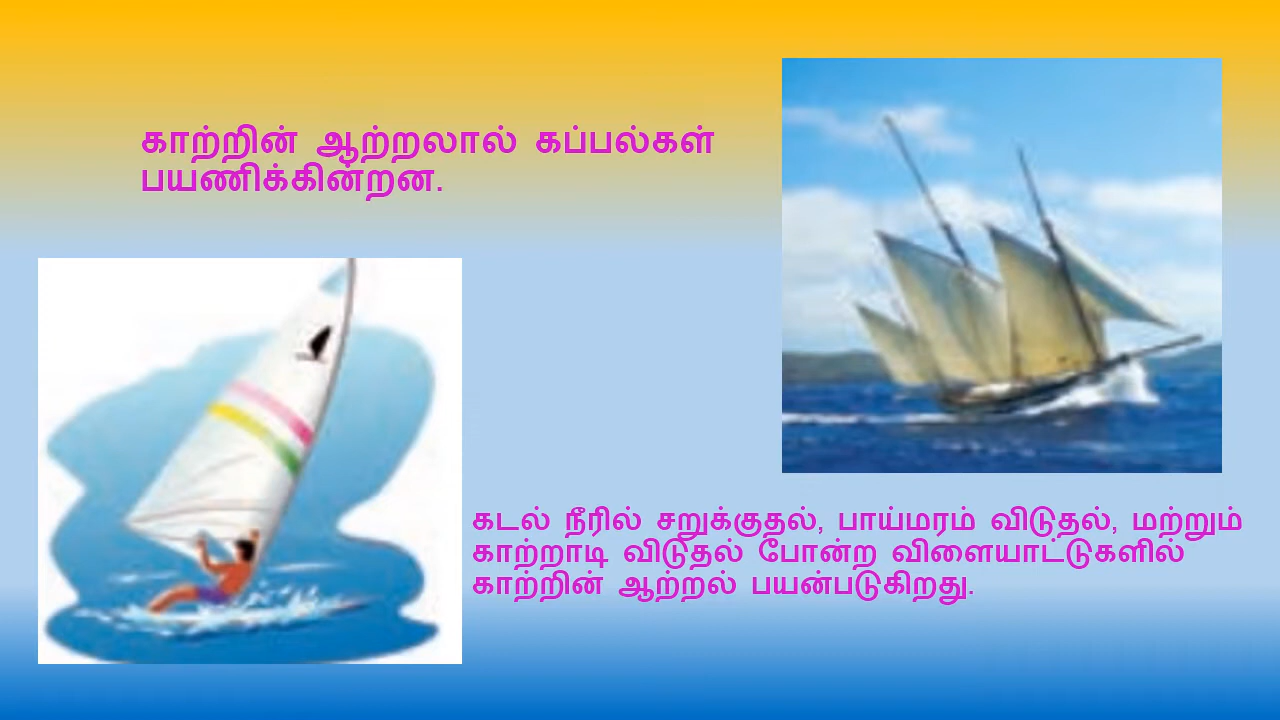 காற்றின் ஆற்றலால் கப்பல்கள்
பயணிக்கின்றன.
கடல் நீரில் சறுக்குதல், பாய்மரம் விடுதல், மற்றும்
காற்றாடி விடுதல் போன்ற விளையாட்டுகளில்
காற்றின் ஆற்றல் பயன்படுகிறது.